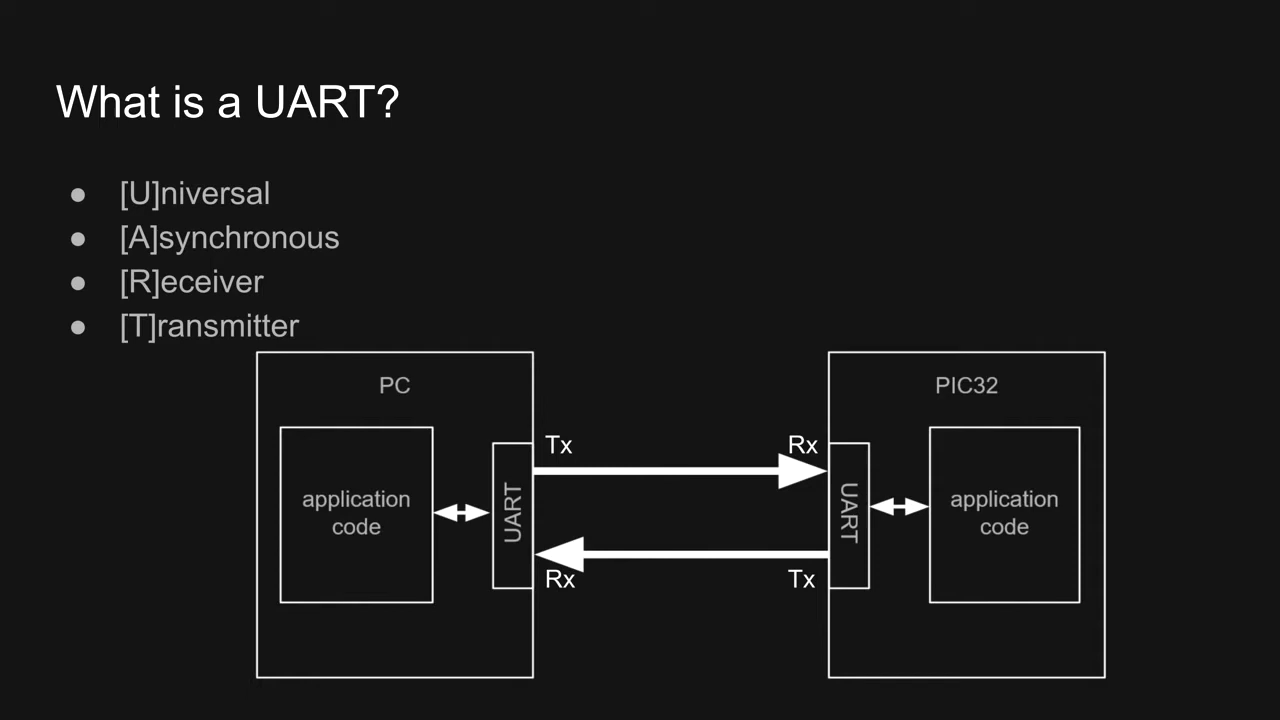 What is a UART?
● [U]niversal
● [A]synchronous
● [R]eceiver
● [T]ransmitter
PC
application
code
UART
Tx
Rx
Rx
Tx
PIC32
UART
application
code